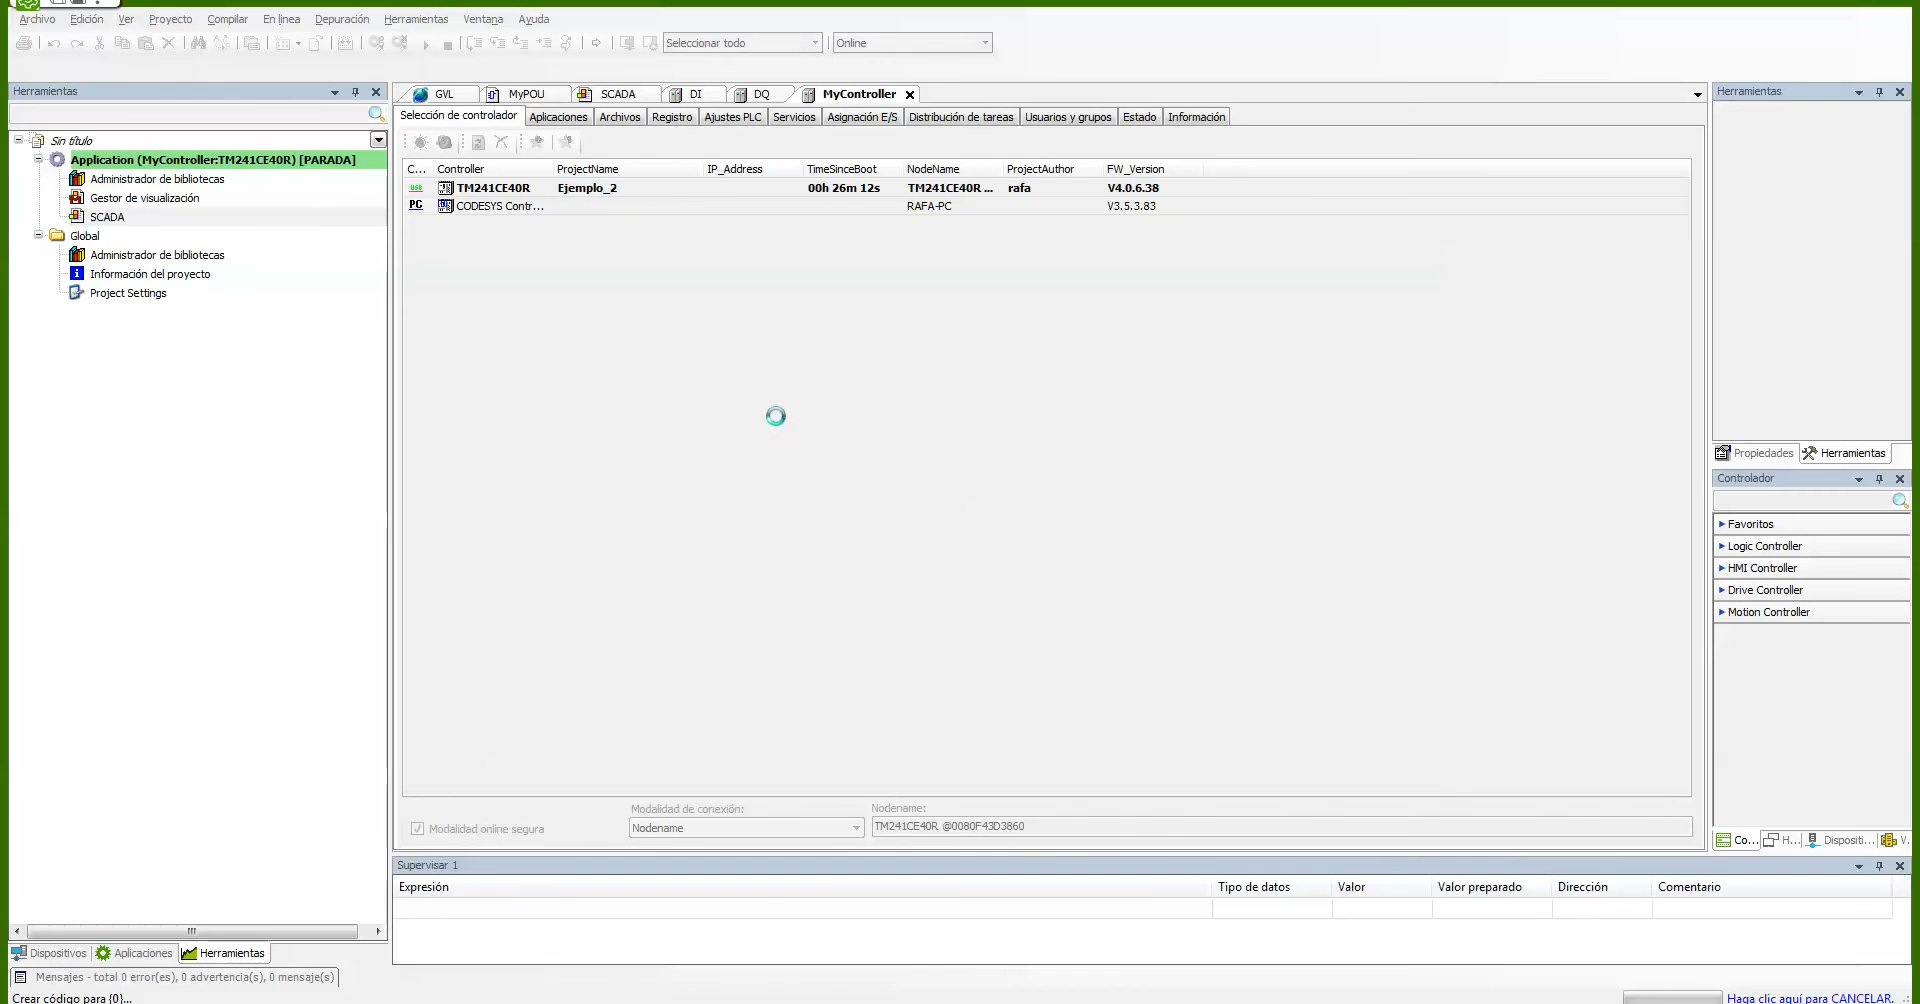 Archivo Edición Ver Proyecto Compilar En línea Depuración Herramientas Ventana Ayuda
Seleccionar todo Online
Herramientas
Sin título
Application (MyController:TM241CE40R) [PARADA]
Administrador de bibliotecas
Gestor de visualización
SCADA
Global
Administrador de bibliotecas
Información del proyecto
Project Settings
GVL MyPOU SCADA DI DQ MyController
Selección de controlador Aplicaciones Archivos Registro Ajustes PLC Servicios Asignación E/S Distribución de tareas Usuarios y grupos Estado Información
C... Controller ProjectName IP_Address TimeSinceBoot NodeName ProjectAuthor FW_Version
USB TM241CE40R Ejemplo_2 00h 26m 12s TM241CE40R ... rafa V4.0.6.38
PC CODESYS Contr... RAFA-PC V3.5.3.83
Modalidad online segura
Modalidad de conexión:
Nodename
Nodename:
TM241CE40R @0080F43D3860
Herramientas
Propiedades Herramientas
Controlador
Favoritos
Logic Controller
HMI Controller
Drive Controller
Motion Controller
Co... H... Dispositi... V.
Supervisar 1
Expresión Tipo de datos Valor Valor preparado Dirección Comentario
Dispositivos Aplicaciones Herramientas
Mensajes - total 0 error(es), 0 advertencia(s), 0 mensaje(s)
Crear código para {0}...
Haga clic aquí para CANCELAR.